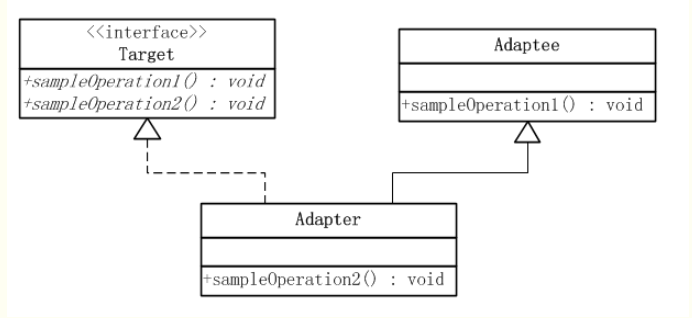 <<interface>>
Target
+sampleOperation1() : void
+sampleOperation2() : void
Adaptee
+sampleOperation1() : void
Adapter
+sampleOperation2() : void